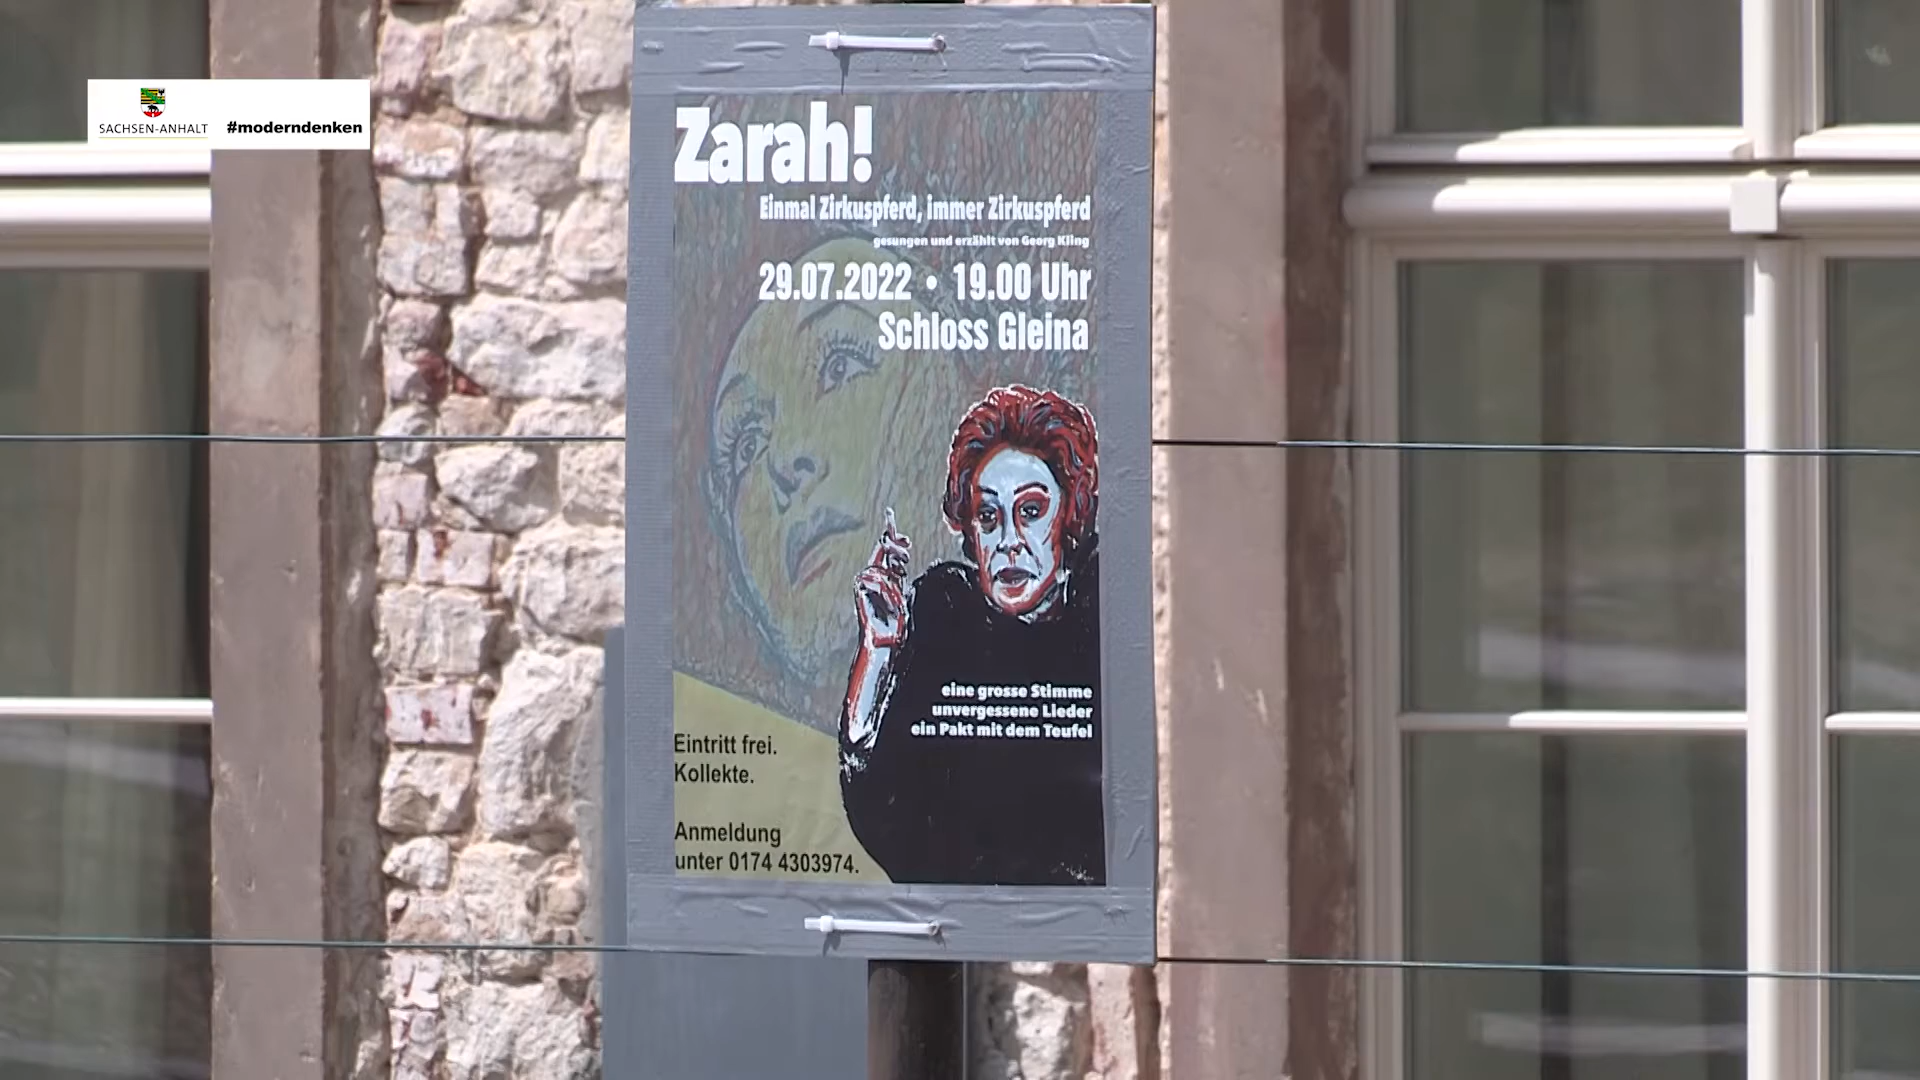 SACHSEN-ANHALT #moderndenken
Zarah!
Einmal Zirkuspferd, immer Zirkuspferd
gesungen und erzählt von Georg Kling
29.07.2022 • 19.00 Uhr
Schloss Gleina
eine grosse Stimme
unvergessene Lieder
ein Pakt mit dem Teufel
Eintritt frei.
Kollekte.
Anmeldung
unter 0174 4303974.